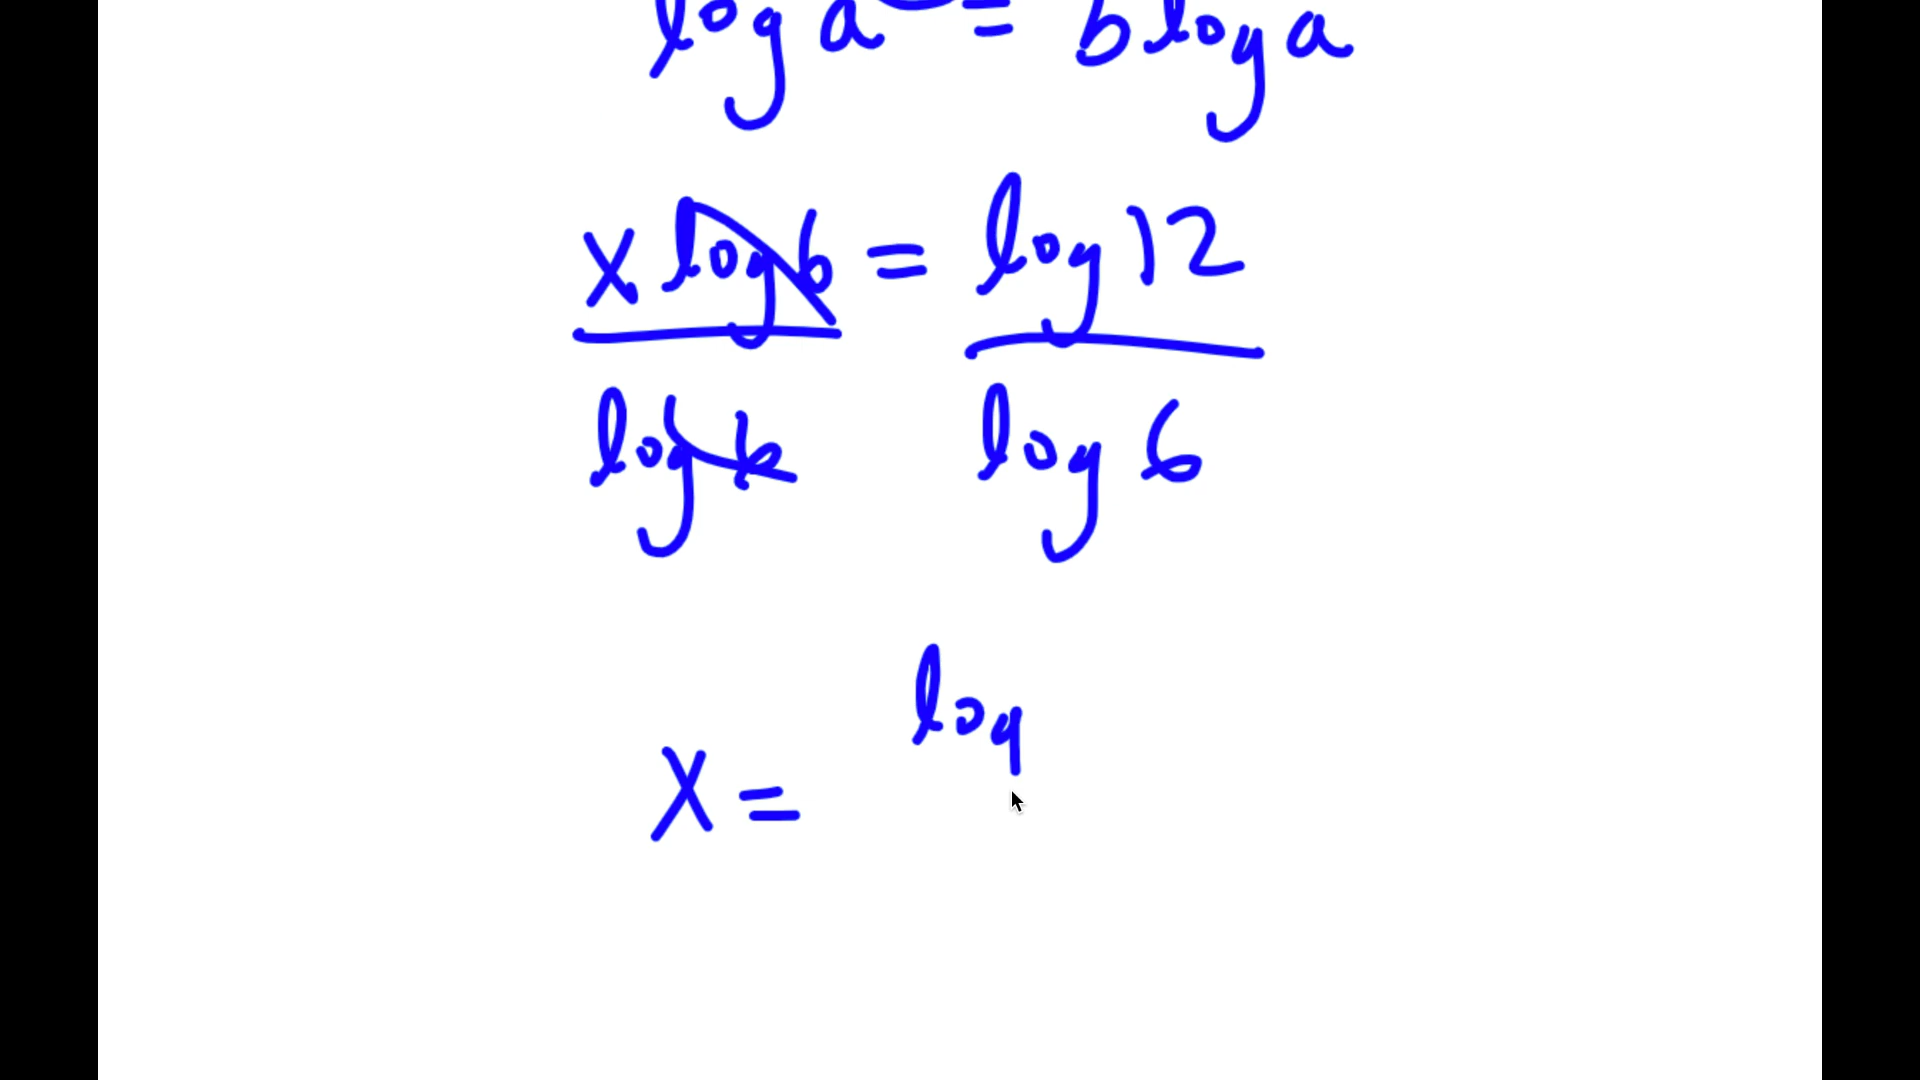 log a = b log a
x log 6 = log 12
log 6 log 6
x = log